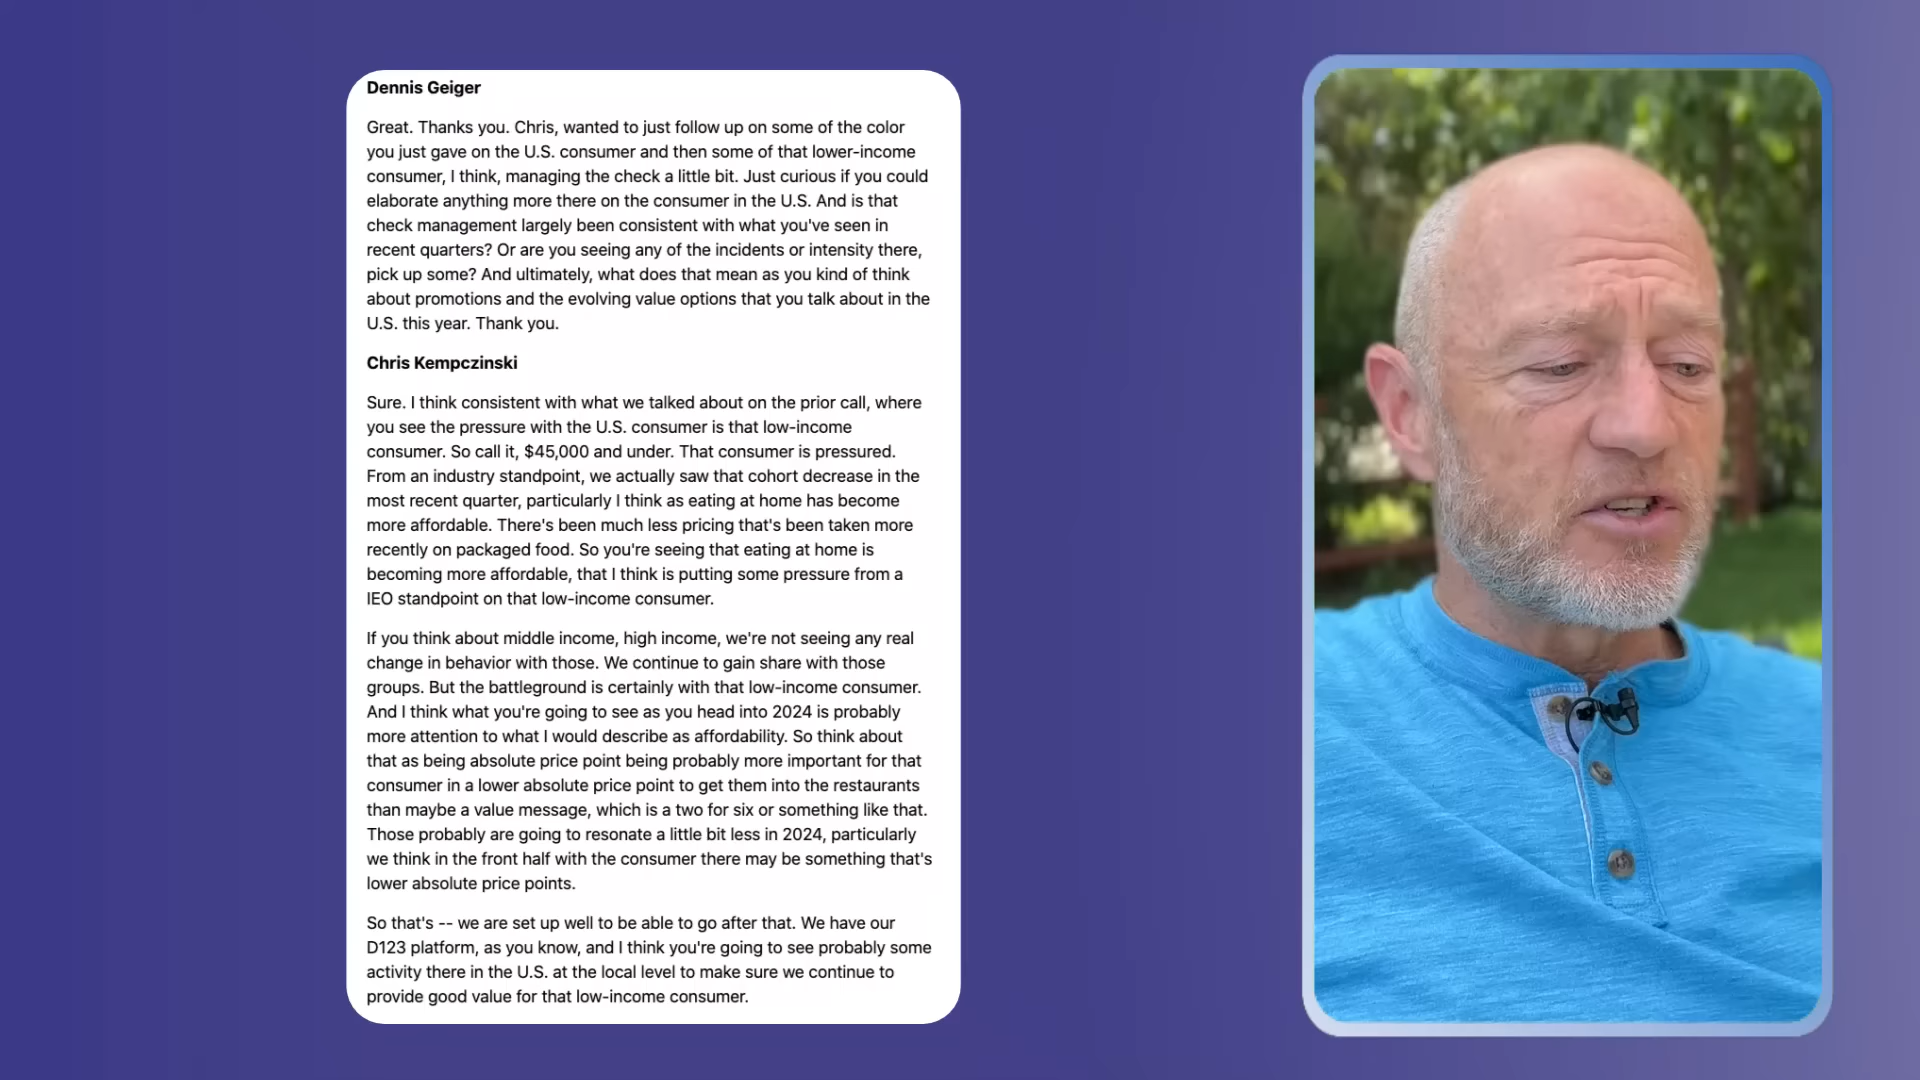 Dennis Geiger
Great. Thanks you. Chris, wanted to just follow up on some of the color
you just gave on the U.S. consumer and then some of that lower-income
consumer, I think, managing the check a little bit. Just curious if you could
elaborate anything more there on the consumer in the U.S. And is that
check management largely been consistent with what you've seen in
recent quarters? Or are you seeing any of the incidents or intensity there,
pick up some? And ultimately, what does that mean as you kind of think
about promotions and the evolving value options that you talk about in the
U.S. this year. Thank you.
Chris Kempczinski
Sure. I think consistent with what we talked about on the prior call, where
you see the pressure with the U.S. consumer is that low-income
consumer. So call it, $45,000 and under. That consumer is pressured.
From an industry standpoint, we actually saw that cohort decrease in the
most recent quarter, particularly I think as eating at home has become
more affordable. There's been much less pricing that's been taken more
recently on packaged food. So you're seeing that eating at home is
becoming more affordable, that I think is putting some pressure from a
IEO standpoint on that low-income consumer.
If you think about middle income, high income, we're not seeing any real
change in behavior with those. We continue to gain share with those
groups. But the battleground is certainly with that low-income consumer.
And I think what you're going to see as you head into 2024 is probably
more attention to what I would describe as affordability. So think about
that as being absolute price point being probably more important for that
consumer in a lower absolute price point to get them into the restaurants
than maybe a value message, which is a two for six or something like that.
Those probably are going to resonate a little bit less in 2024, particularly
we think in the front half with the consumer there may be something that's
lower absolute price points.
So that's -- we are set up well to be able to go after that. We have our
D123 platform, as you know, and I think you're going to see probably some
activity there in the U.S. at the local level to make sure we continue to
provide good value for that low-income consumer.